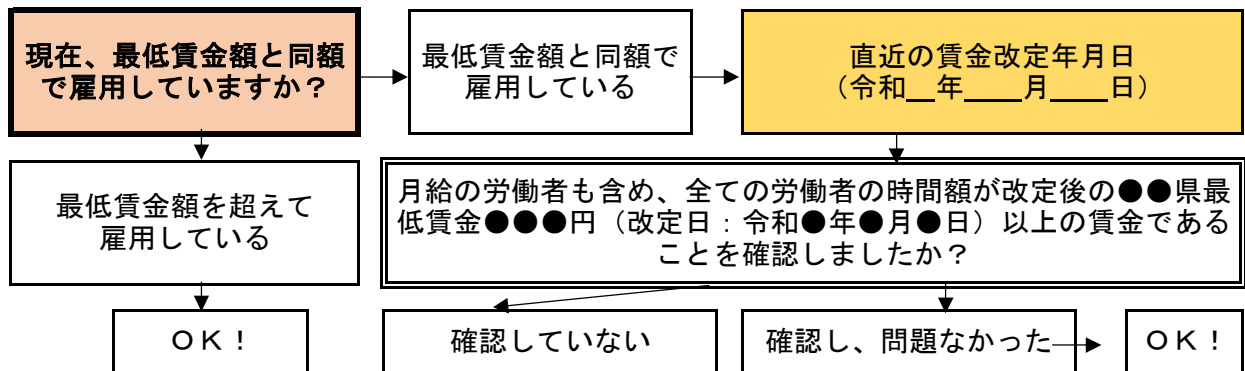 現在、最低賃金額と同額
で雇用していますか？
最低賃金額と同額で
雇用している
直近の賃金改定年月日
（令和＿年＿＿月＿＿日）
最低賃金額を超えて
雇用している
月給の労働者も含め、全ての労働者の時間額が改定後の●●県最
低賃金●●●円（改定日：令和●年●月●日）以上の賃金である
ことを確認しましたか？
ＯＫ！
確認していない
確認し、問題なかった
ＯＫ！